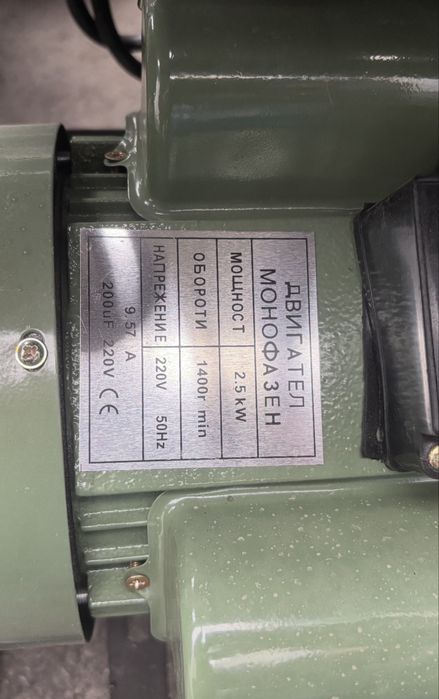 ДВИГАТЕЛ
МОНОФАЗЕН
МОЩНОСТ 2.5 kW
ОБОРОТИ 1400r min
НАПРЕЖЕНИЕ 220V 50Hz
9.57 A
200uF 220V CE